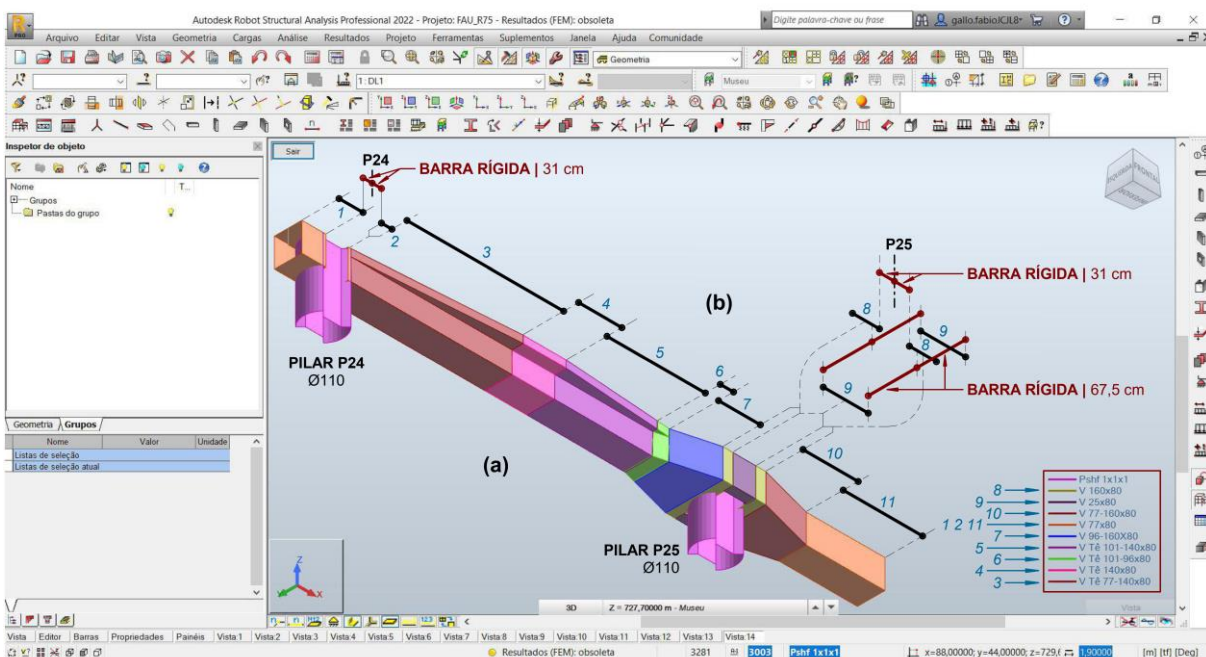 Autodesk Robot Structural Analysis Professional 2022 - Projeto: FAU_R75 - Resultados (FEM): obsoleta
Digite palavra-chave ou frase
gallo.fabioJCJL8
PRO
Arquivo Editar Vista Geometria Cargas Análise Resultados Projeto Ferramentas Suplementos Janela Ajuda Comunidade
Geometria
1: DL1
Museu
Inspetor de objeto
Nome
T...
Grupos
Pastas do grupo
Geometria Grupos
Nome Valor Unidade
Listas de seleção
Listas de seleção atual
Sair
P24
BARRA RÍGIDA | 31 cm
1
2
3
4
5
6
7
(b)
P25
BARRA RÍGIDA | 31 cm
8
9
8
9
BARRA RÍGIDA | 67,5 cm
10
11
PILAR P24
Ø110
(a)
PILAR P25
Ø110
Pshf 1x1x1
8 V 160x80
9 V 25x80
10 V 77-160x80
1 2 11 V 77x80
7 V 96-160X80
5 V Tê 101-140x80
6 V Tê 101-96x80
4 V Tê 140x80
3 V Tê 77-140x80
Z
X
3D
Z = 727,70000 m - Museu
Vista
Vista Editor Barras Propriedades Painéis Vista:1 Vista:2 Vista:3 Vista:4 Vista:5 Vista:6 Vista:7 Vista:8 Vista:9 Vista:10 Vista:11 Vista:12 Vista:13 Vista:14
Resultados (FEM): obsoleta 3281 3003 Pshf 1x1x1 x=88,00000; y=44,00000; z=729,6 1,90000 [m] [tf] [Deg]